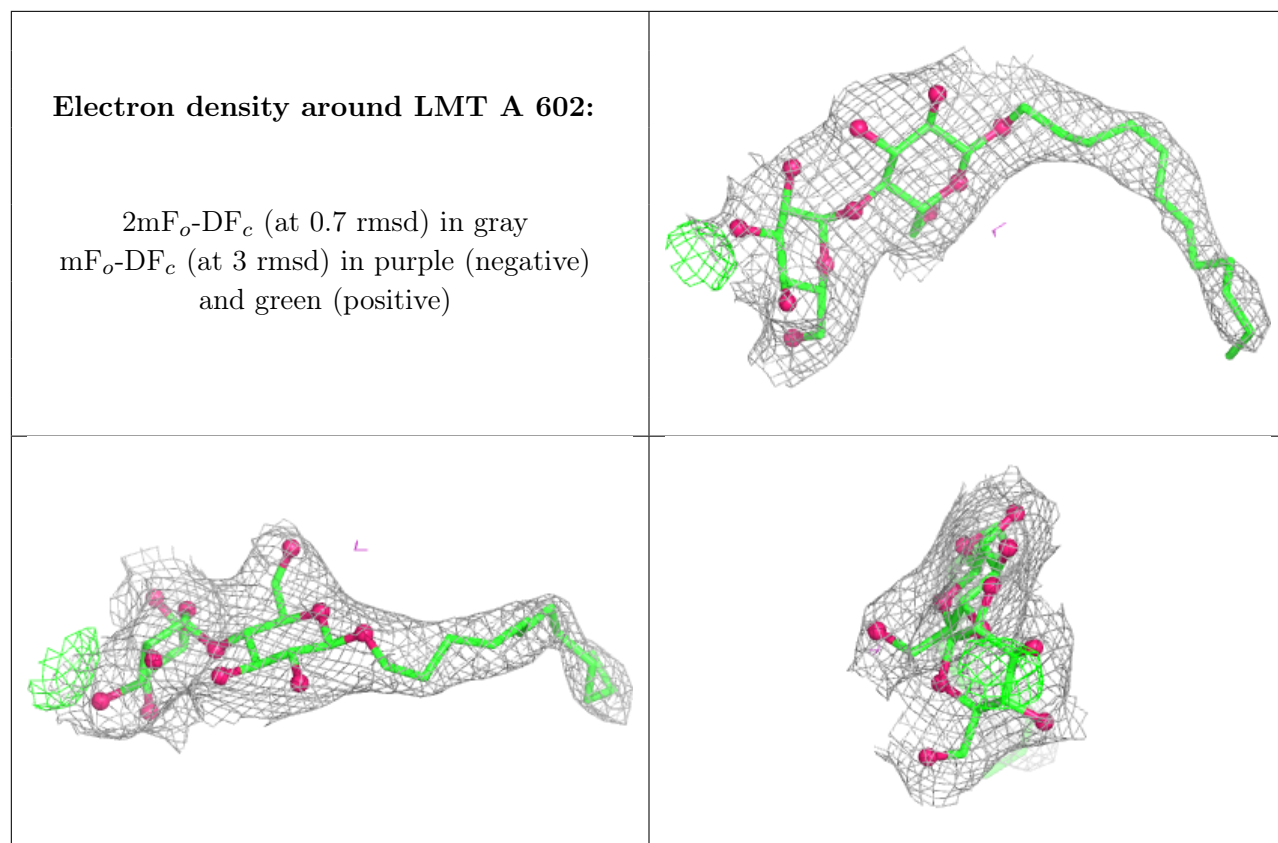 Electron density around LMT A 602:
2mFₒ-DF𝒸 (at 0.7 rmsd) in gray
mFₒ-DF𝒸 (at 3 rmsd) in purple (negative)
and green (positive)